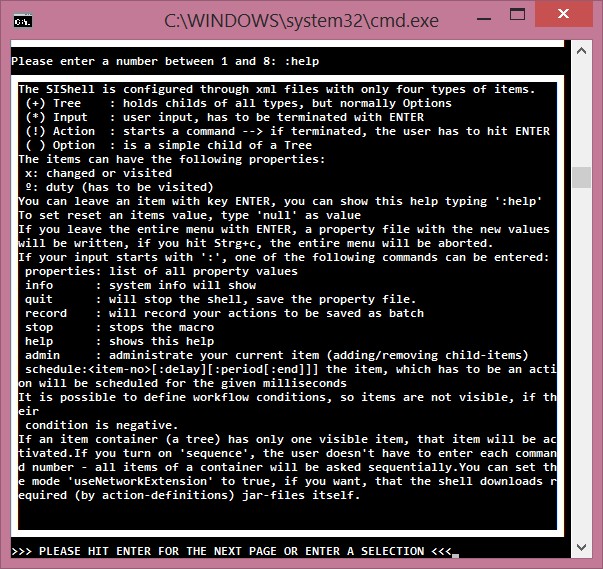 C:\WINDOWS\system32\cmd.exe
Please enter a number between 1 and 8: :help
The SIShell is configured through xml files with only four types of items.
(+) Tree    : holds childs of all types, but normally Options
(*) Input   : user input, has to be terminated with ENTER
(!) Action  : starts a command --> if terminated, the user has to hit ENTER
( ) Option  : is a simple child of a Tree
The items can have the following properties:
x: changed or visited
º: duty (has to be visited)
You can leave an item with key ENTER, you can show this help typing ':help'
To set reset an items value, type 'null' as value
If you leave the entire menu with ENTER, a property file with the new values
will be written, if you hit Strg+c, the entire menu will be aborted.
If your input starts with ':', one of the following commands can be entered:
properties: list of all property values
info      : system info will show
quit      : will stop the shell, save the property file.
record    : will record your actions to be saved as batch
stop      : stops the macro
help      : shows this help
admin     : administrate your current item (adding/removing child-items)
schedule:<item-no>[:delay][:period[:end]]] the item, which has to be an acti
on will be scheduled for the given milliseconds
It is possible to define workflow conditions, so items are not visible, if th
eir
condition is negative.
If an item container (a tree) has only one visible item, that item will be ac
tivated.If you turn on 'sequence', the user doesn't have to enter each comman
d number - all items of a container will be asked sequentially.You can set th
e mode 'useNetworkExtension' to true, if you want, that the shell downloads r
equired (by action-definitions) jar-files itself.
>>> PLEASE HIT ENTER FOR THE NEXT PAGE OR ENTER A SELECTION <<<_